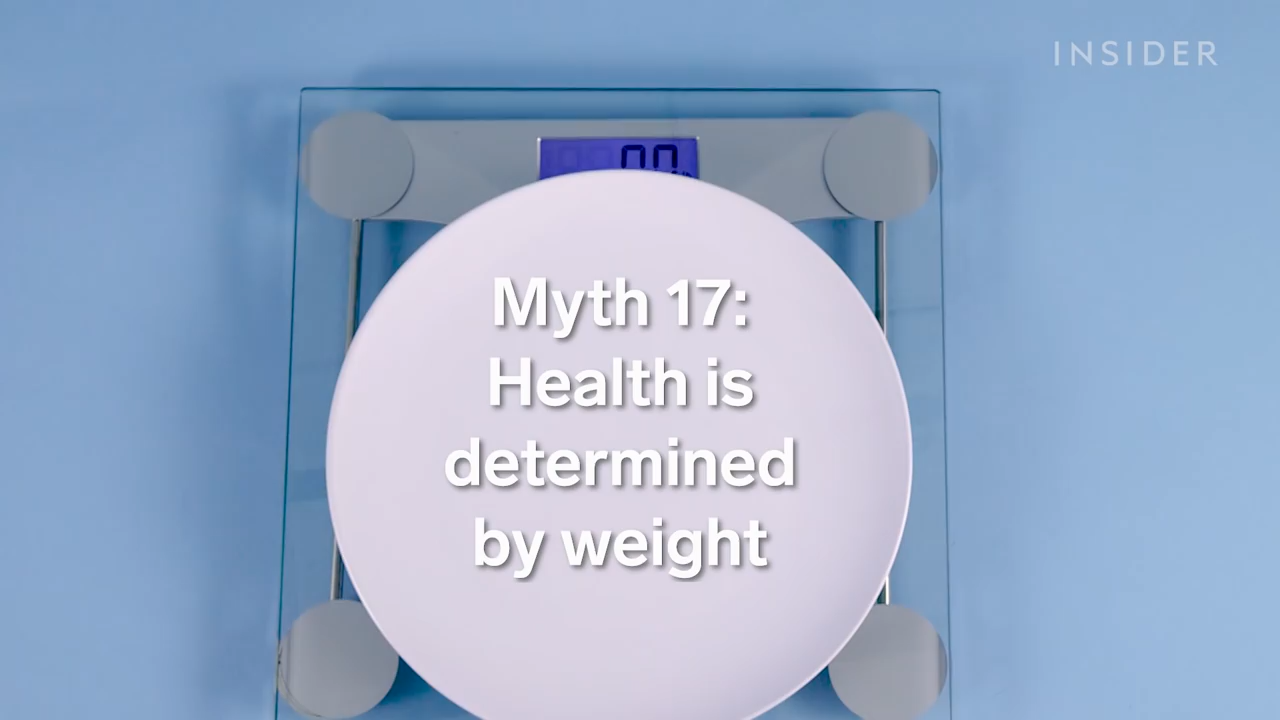 INSIDER
Myth 17:
Health is
determined
by weight